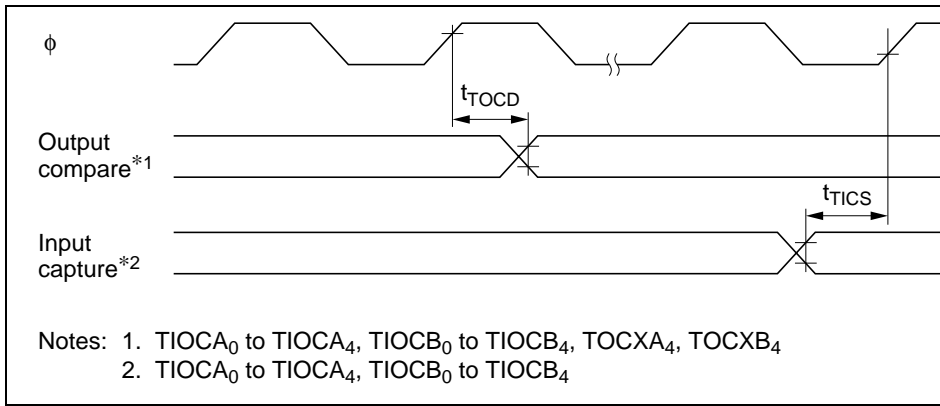 ϕ
tTOCD
Output
compare*1
tTICS
Input
capture*2
Notes: 1. TIOCA0 to TIOCA4, TIOCB0 to TIOCB4, TOCXA4, TOCXB4
2. TIOCA0 to TIOCA4, TIOCB0 to TIOCB4